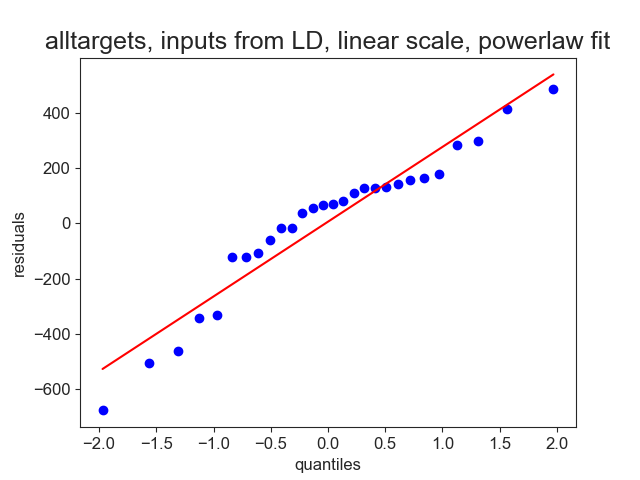 alltargets, inputs from LD, linear scale, powerlaw fit
400
200
0
−200
−400
−600
residuals
−2.0 −1.5 −1.0 −0.5 0.0 0.5 1.0 1.5 2.0
quantiles